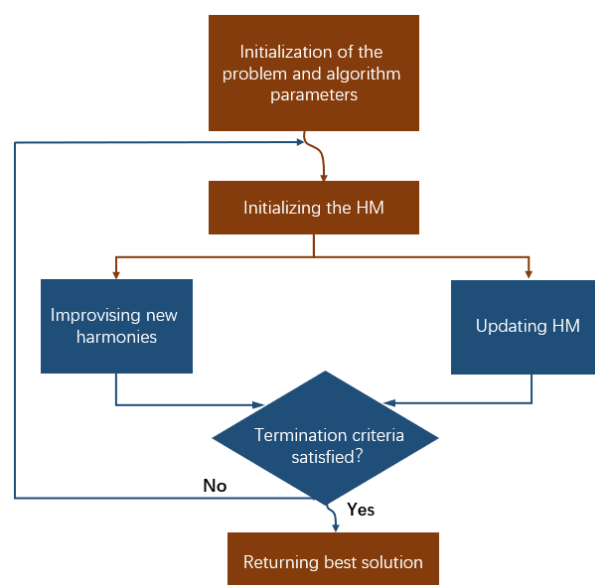 Initialization of the
problem and algorithm
parameters
Initializing the HM
Improvising new
harmonies
Updating HM
Termination criteria
satisfied？
No
Yes
Returning best solution